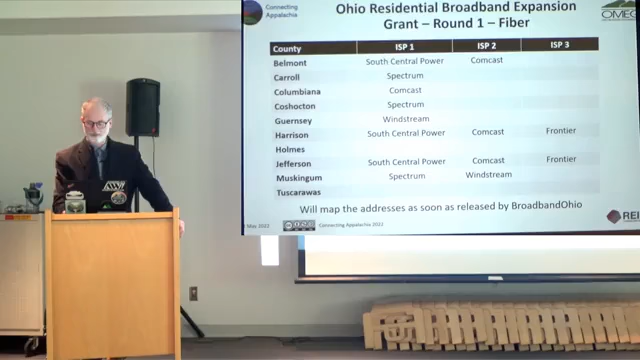 Connecting
Appalachia
Ohio Residential Broadband Expansion
Grant – Round 1 – Fiber
OMEG
County ISP 1 ISP 2 ISP 3
Belmont South Central Power Comcast
Carroll Spectrum
Columbiana Comcast
Coshocton Spectrum
Guernsey Windstream
Harrison South Central Power Comcast Frontier
Holmes
Jefferson South Central Power Comcast Frontier
Muskingum Spectrum Windstream
Tuscarawas
Will map the addresses as soon as released by BroadbandOhio
May 2022 Connecting Appalachia 2022
REI